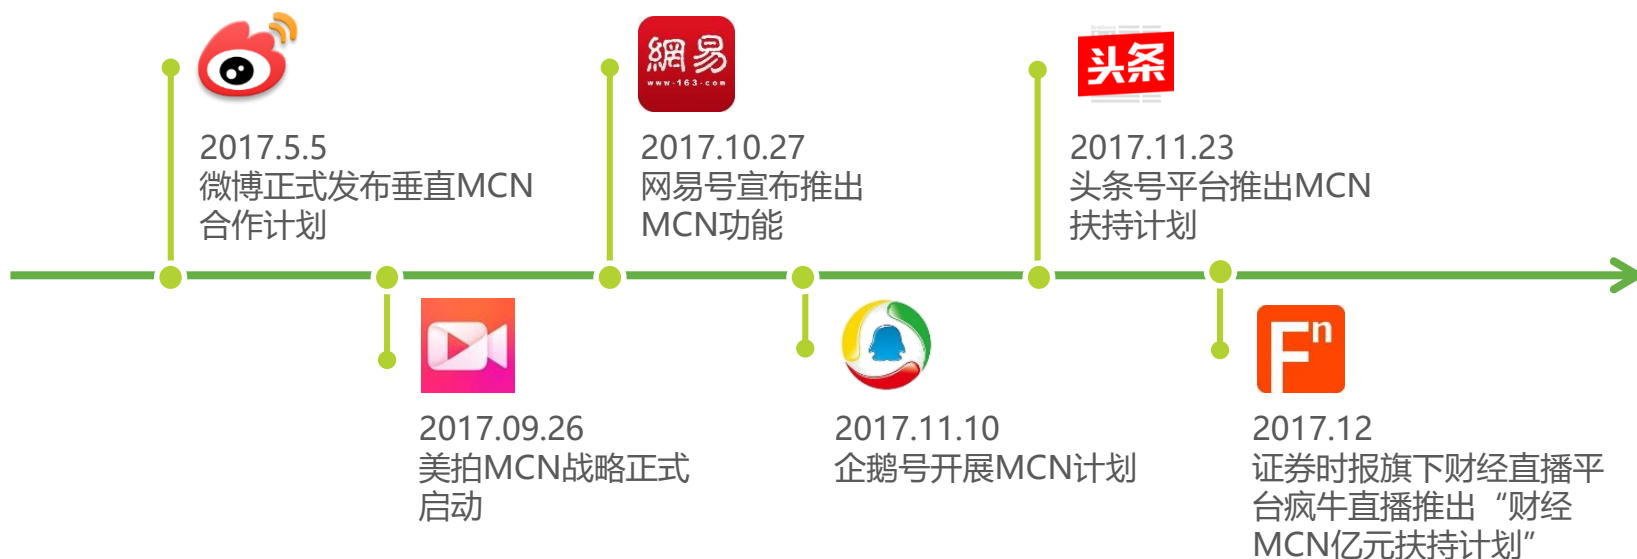 網易
www-163-com
头条
2017.5.5
微博正式发布垂直MCN
合作计划
2017.10.27
网易号宣布推出
MCN功能
2017.11.23
头条号平台推出MCN
扶持计划
Fn
2017.09.26
美拍MCN战略正式
启动
2017.11.10
企鹅号开展MCN计划
2017.12
证券时报旗下财经直播平
台疯牛直播推出“财经
MCN亿元扶持计划”